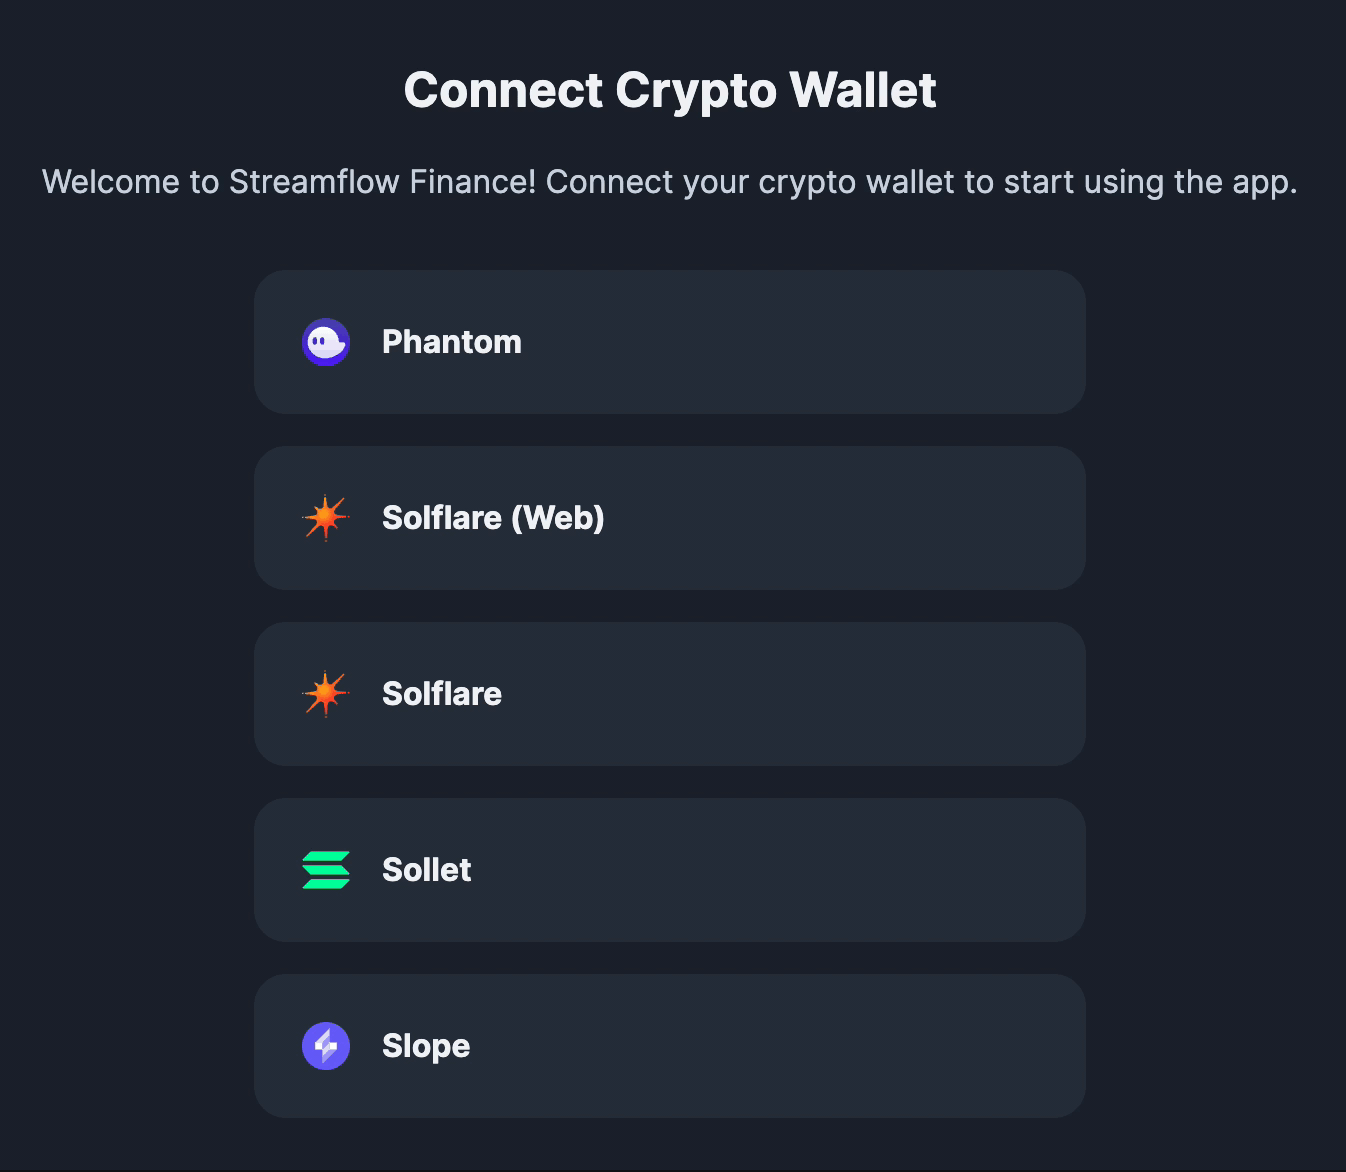 Connect Crypto Wallet
Welcome to Streamflow Finance! Connect your crypto wallet to start using the app.
Phantom
Solflare (Web)
Solflare
Sollet
Slope